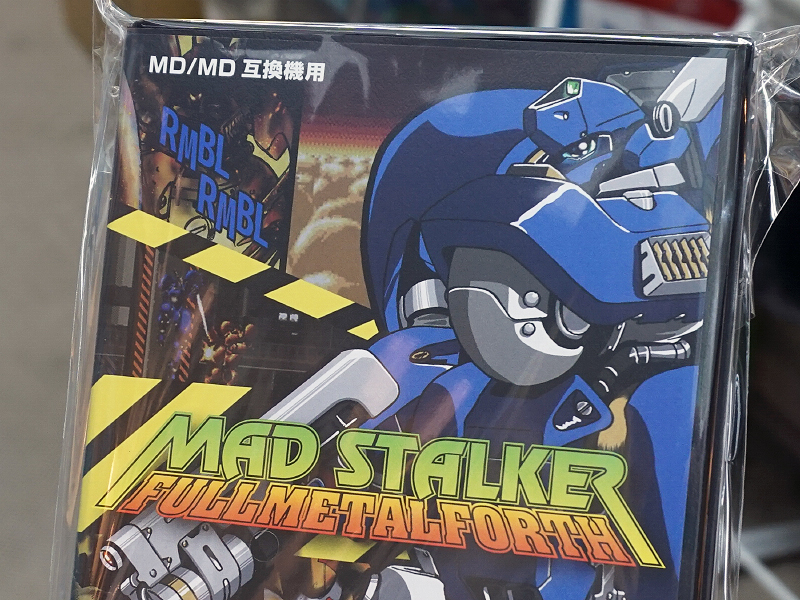 MD/MD 互換機用
RMBL
RMBL
MAD STALKER
FULLMETALFORTH